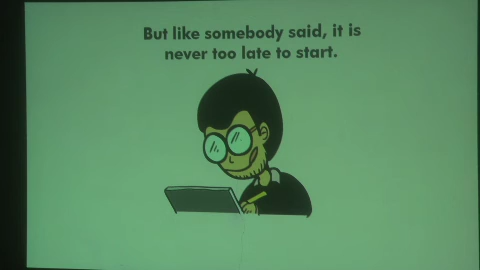 But like somebody said, it is
never too late to start.